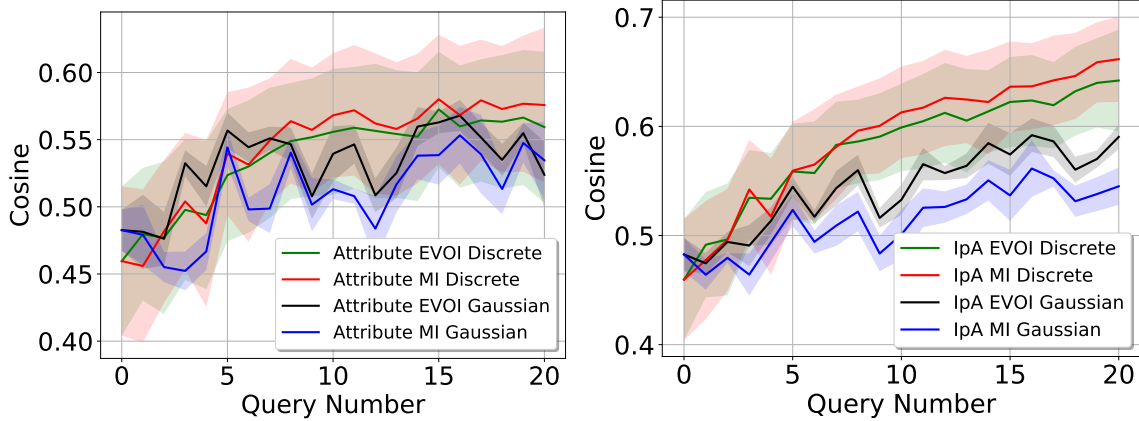 0.60
0.55
0.50
0.45
0.40
Cosine
0
5
10
15
20
Query Number
Attribute EVOI Discrete
Attribute MI Discrete
Attribute EVOI Gaussian
Attribute MI Gaussian
0.7
0.6
0.5
0.4
Cosine
0
5
10
15
20
Query Number
IpA EVOI Discrete
IpA MI Discrete
IpA EVOI Gaussian
IpA MI Gaussian